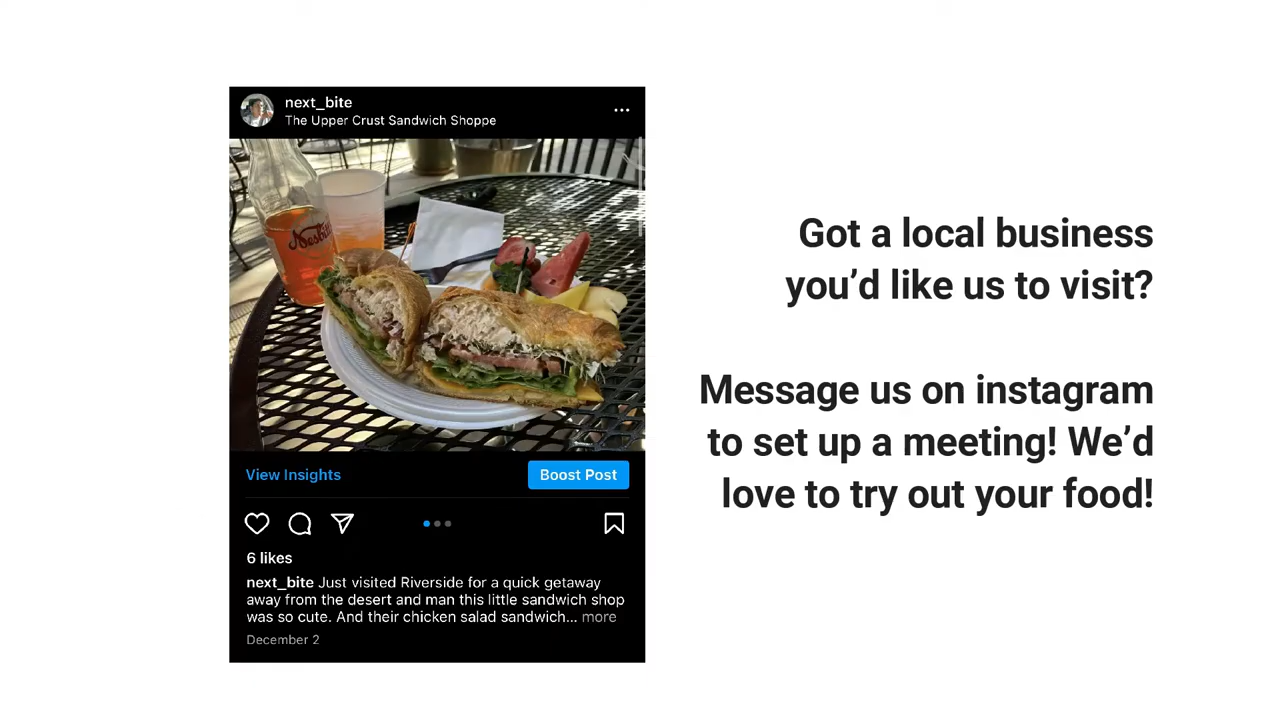 next_bite
The Upper Crust Sandwich Shoppe
Nesbitt
View Insights
Boost Post
6 likes
next_bite Just visited Riverside for a quick getaway
away from the desert and man this little sandwich shop
was so cute. And their chicken salad sandwich... more
December 2
Got a local business
you’d like us to visit?
Message us on instagram
to set up a meeting! We’d
love to try out your food!